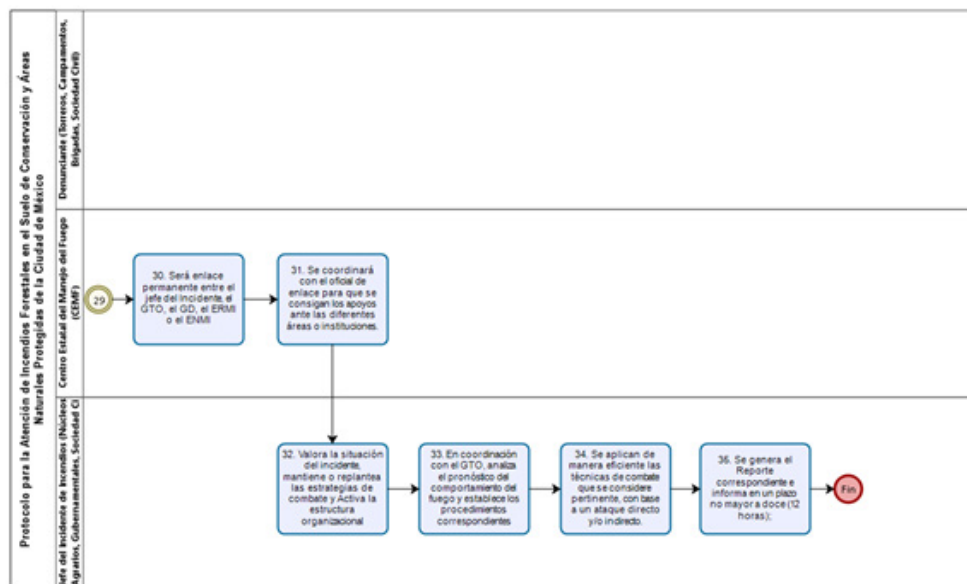 Protocolo para la Atención de Incendios Forestales en el Suelo de Conservación y Áreas
Naturales Protegidas de la Ciudad de México
Denunciante (Torreros, Campamentos,
Brigadas, Sociedad Civil)
Centro Estatal del Manejo del Fuego
(CEMF)
29
30. Será enlace
permanente entre el
jefe del Incidente, el
GTO, el GD, el ERMI
o el ENMI
31. Se coordinará
con el oficial de
enlace para que se
consigan los apoyos
ante las diferentes
áreas o instituciones.
Jefe del Incidente de Incendios (Núcleos
Agrarios, Gubernamentales, Sociedad Ci
32. Valora la situación
del incidente,
mantiene o replantea
las estrategias de
combate y Activa la
estructura
organizacional
33. En coordinación
con el GTO, analiza
el pronóstico del
comportamiento del
fuego y establece los
procedimientos
correspondientes
34. Se aplican de
manera eficiente las
técnicas de combate
que se considere
pertinente, con base
a un ataque directo
y/o indirecto.
35. Se genera el
Reporte
correspondiente e
informa en un plazo
no mayor a doce (12
horas);
Fin